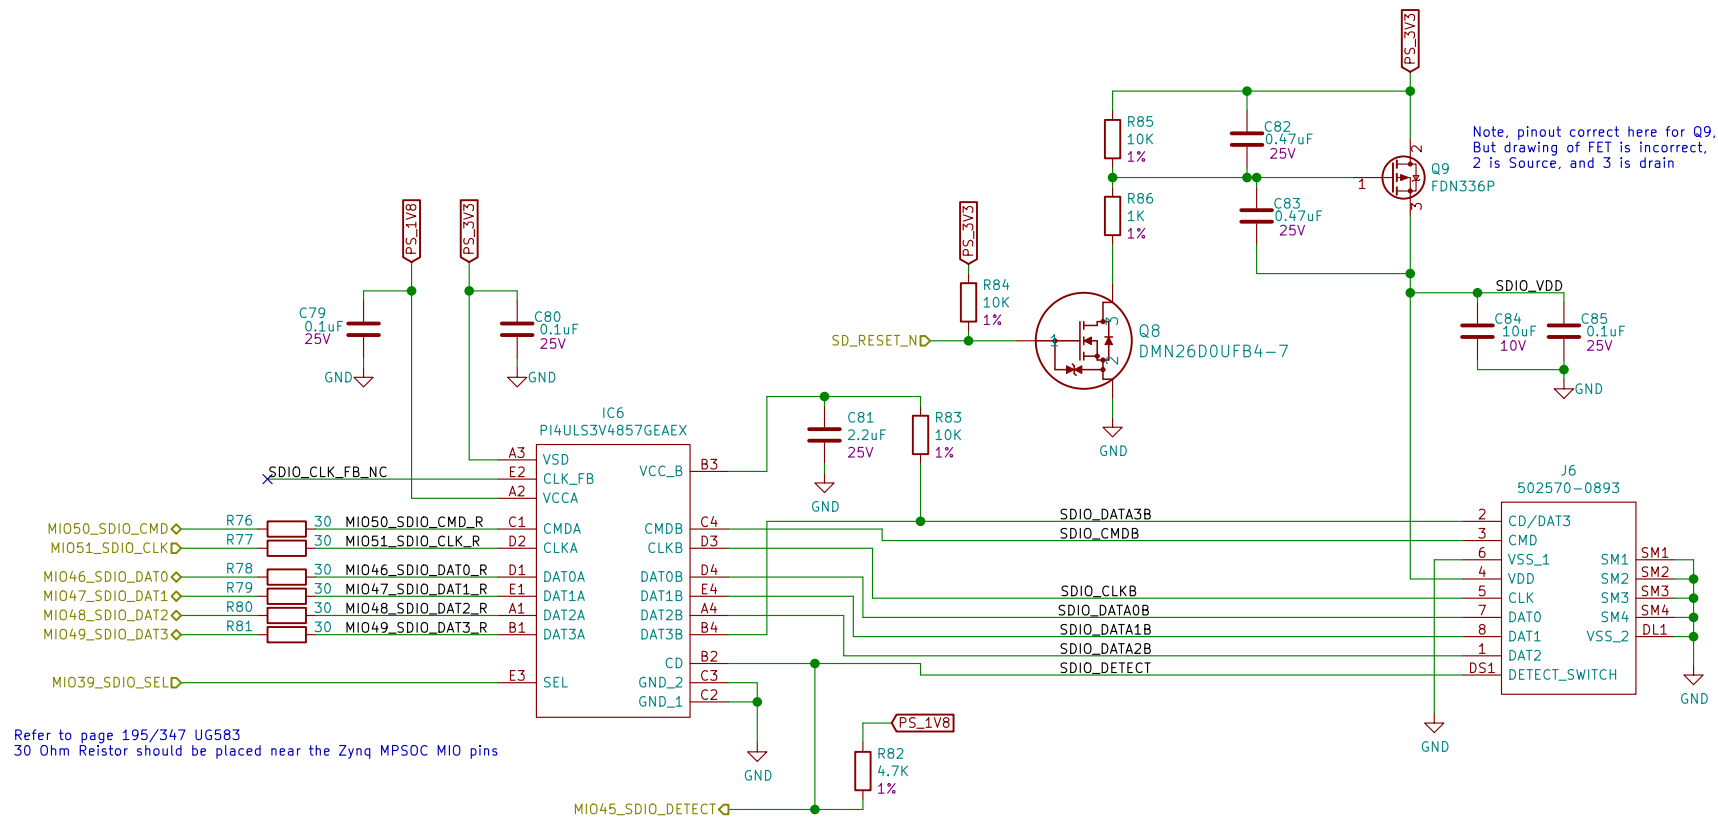 PS_3V3
R85
10K
1%
C82
0.47uF
25V
Note, pinout correct here for Q9,
But drawing of FET is incorrect,
2 is Source, and 3 is drain
2
1
3
Q9
FDN336P
R86
1K
1%
C83
0.47uF
25V
PS_1V8
PS_3V3
PS_3V3
R84
10K
1%
SD_RESET_N
1
3
2
Q8
DMN26D0UFB4-7
GND
SDIO_VDD
C84
10uF
10V
C85
0.1uF
25V
GND
C79
0.1uF
25V
GND
C80
0.1uF
25V
GND
IC6
PI4ULS3V4857GEAEX
C81
2.2uF
25V
GND
R83
10K
1%
SDIO_CLK_FB_NC
A3 VSD
E2 CLK_FB
A2 VCCA
VCC_B B3
MIO50_SDIO_CMD R76 30 MIO50_SDIO_CMD_R C1 CMDA
MIO51_SDIO_CLK R77 30 MIO51_SDIO_CLK_R D2 CLKA
MIO46_SDIO_DAT0 R78 30 MIO46_SDIO_DAT0_R D1 DAT0A
MIO47_SDIO_DAT1 R79 30 MIO47_SDIO_DAT1_R E1 DAT1A
MIO48_SDIO_DAT2 R80 30 MIO48_SDIO_DAT2_R A1 DAT2A
MIO49_SDIO_DAT3 R81 30 MIO49_SDIO_DAT3_R B1 DAT3A
MIO39_SDIO_SEL E3 SEL
CMDB C4
CLKB D3
DAT0B D4
DAT1B E4
DAT2B A4
DAT3B B4
CD B2
GND_2 C3
GND_1 C2
GND
SDIO_DATA3B
SDIO_CMDB
SDIO_CLKB
SDIO_DATA0B
SDIO_DATA1B
SDIO_DATA2B
SDIO_DETECT
J6
502570-0893
2 CD/DAT3
3 CMD
6 VSS_1
4 VDD
5 CLK
7 DAT0
8 DAT1
1 DAT2
DS1 DETECT_SWITCH
SM1 SM1
SM2 SM2
SM3 SM3
SM4 SM4
VSS_2 DL1
GND
GND
PS_1V8
R82
4.7K
1%
MIO45_SDIO_DETECT
Refer to page 195/347 UG583
30 Ohm Reistor should be placed near the Zynq MPSOC MIO pins